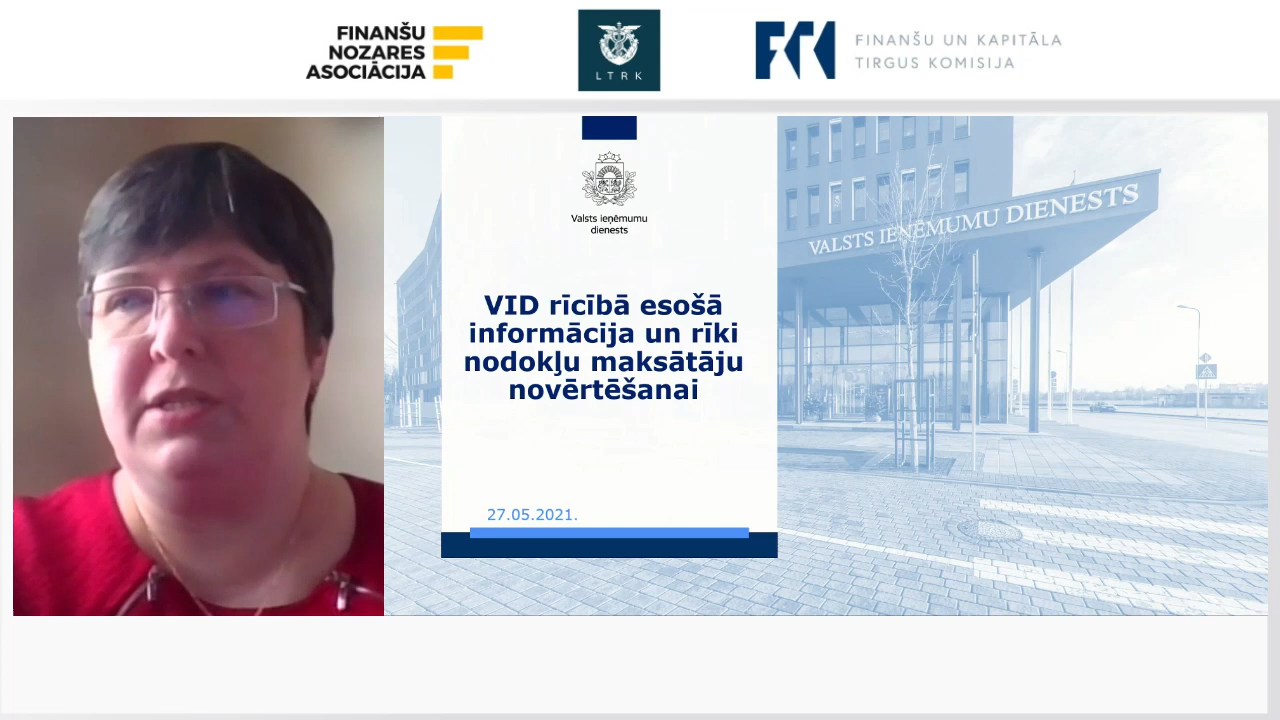 FINANŠU
NOZARES
ASOCIĀCIJA
LTRK
FINANŠU UN KAPITĀLA
TIRGUS KOMISIJA
Valsts ieņēmumu
dienests
VALSTS IEŅĒMUMU DIENESTS
VID rīcībā esošā
informācija un rīki
nodokļu maksātāju
novērtēšanai
27.05.2021.